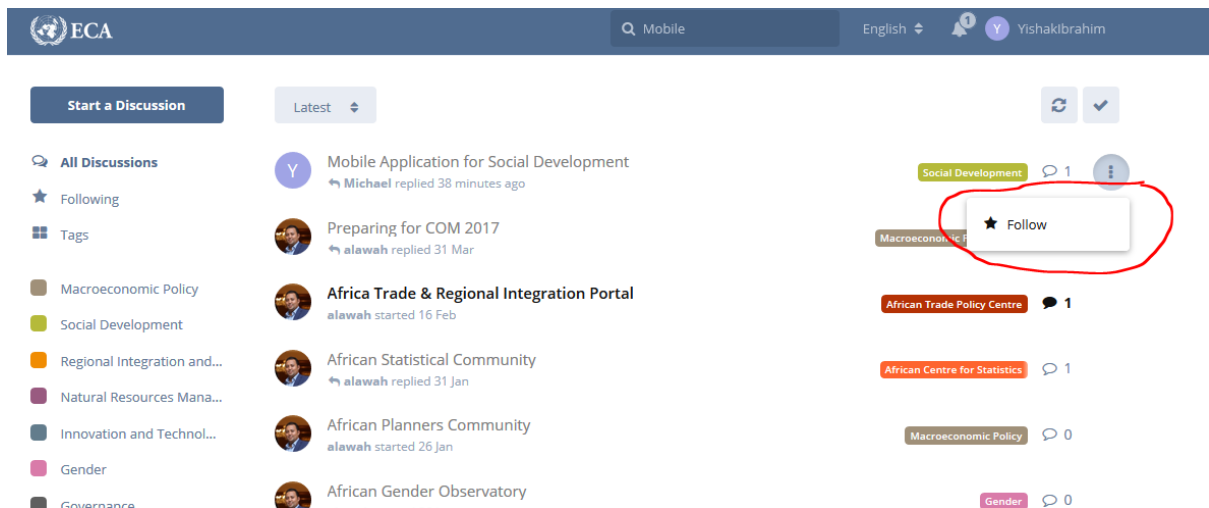 ECA
Mobile
English
1
Y
YishakIbrahim
Start a Discussion
Latest
All Discussions
Following
Tags
Macroeconomic Policy
Social Development
Regional Integration and...
Natural Resources Mana...
Innovation and Technol...
Gender
Governance
Y
Mobile Application for Social Development
Michael replied 38 minutes ago
Social Development
1
Follow
Preparing for COM 2017
alawah replied 31 Mar
Macroeconomic
Africa Trade & Regional Integration Portal
alawah started 16 Feb
African Trade Policy Centre
1
African Statistical Community
alawah replied 31 Jan
African Centre for Statistics
1
African Planners Community
alawah started 26 Jan
Macroeconomic Policy
0
African Gender Observatory
Gender
0